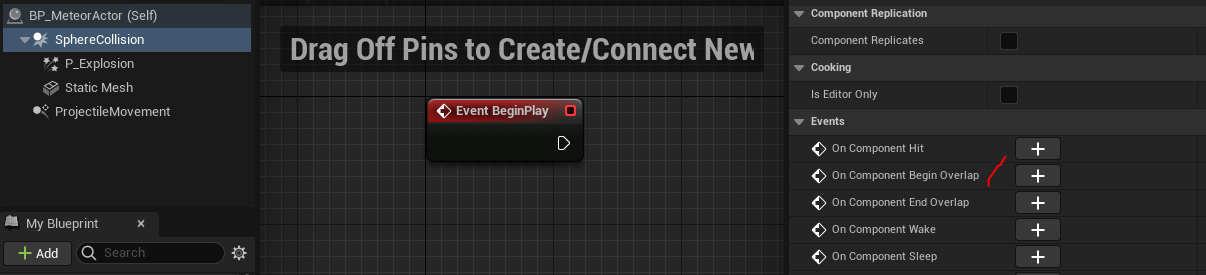 BP_MeteorActor (Self)
SphereCollision
P_Explosion
Static Mesh
ProjectileMovement
My Blueprint
Add
Search
Drag Off Pins to Create/Connect New
Event BeginPlay
Component Replication
Component Replicates
Cooking
Is Editor Only
Events
On Component Hit
On Component Begin Overlap
On Component End Overlap
On Component Wake
On Component Sleep